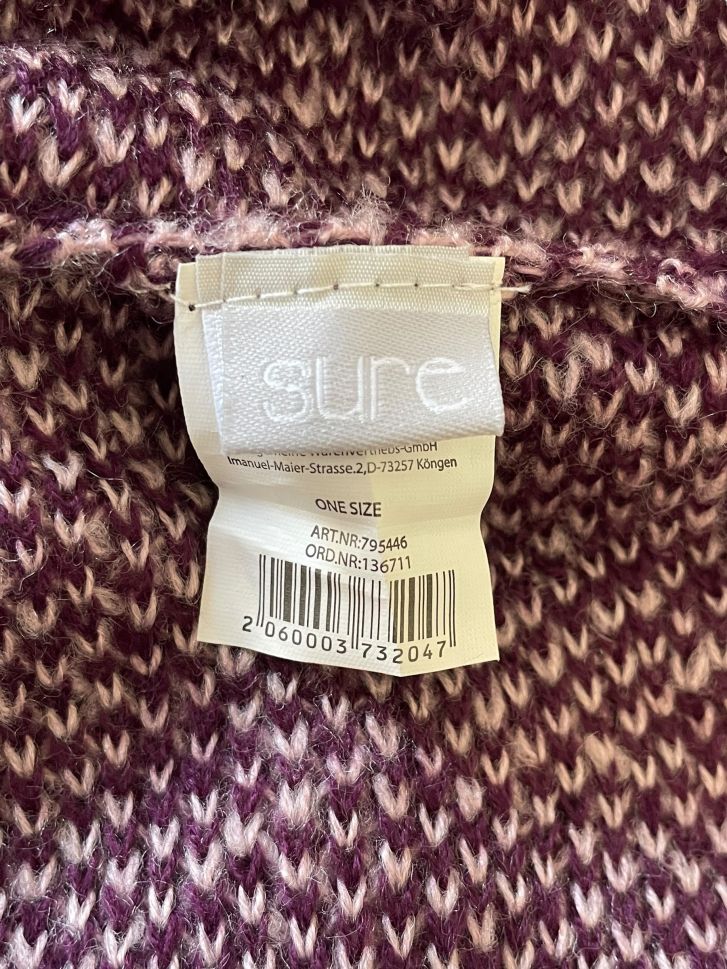 sure
Warenvertriebs-GmbH
Imanuel-Maier-Strasse.2,D-73257 Köngen
ONE SIZE
ART.NR:795446
ORD.NR:136711
2 060003 732047